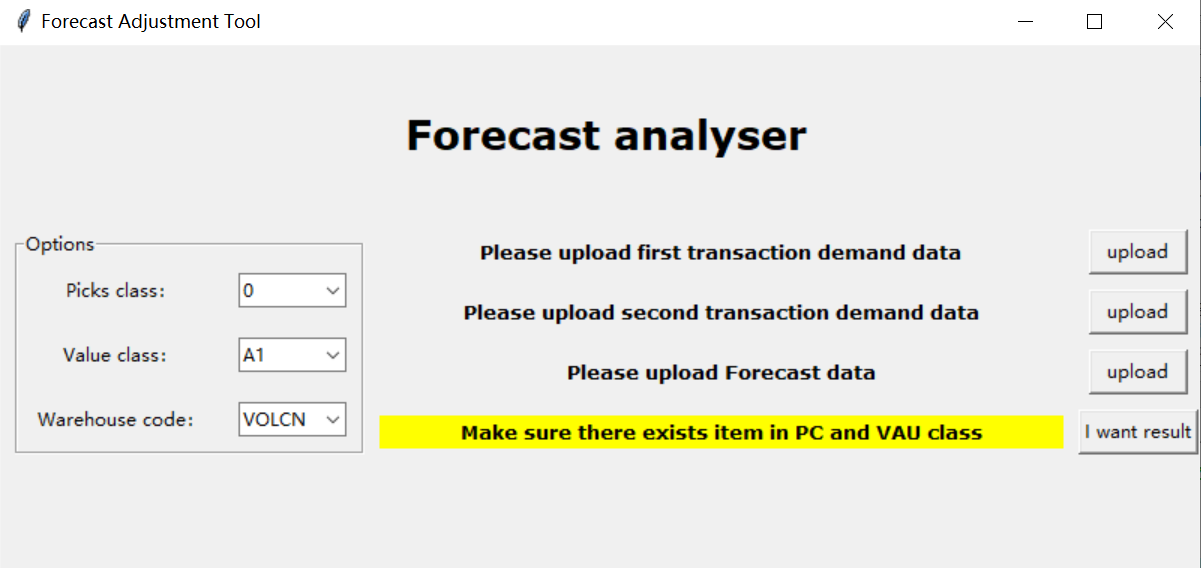 Forecast Adjustment Tool
Forecast analyser
Options
Picks class:
0
Value class:
A1
Warehouse code:
VOLCN
Please upload first transaction demand data
upload
Please upload second transaction demand data
upload
Please upload Forecast data
upload
Make sure there exists item in PC and VAU class
I want result